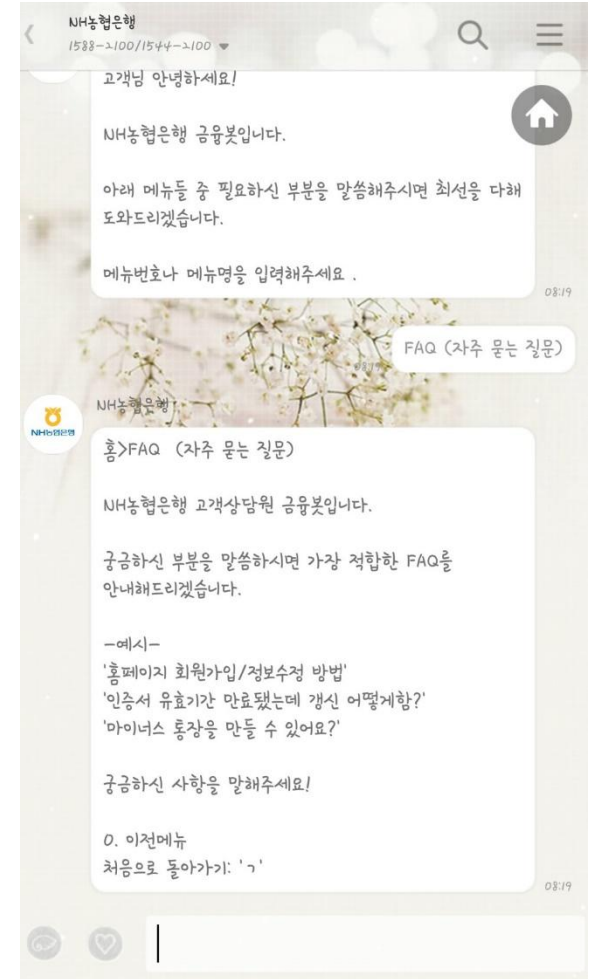 NH농협은행
1588-2100/1544-2100
고객님 안녕하세요!
NH농협은행 금융봇입니다.
아래 메뉴들 중 필요하신 부분을 말씀해주시면 최선을 다해
도와드리겠습니다.
메뉴번호나 메뉴명을 입력해주세요 .
08:19
FAQ (자주 묻는 질문)
08:19
NH농협은행
NH농협은행
홈>FAQ (자주 묻는 질문)
NH농협은행 고객상담원 금융봇입니다.
궁금하신 부분을 말씀하시면 가장 적합한 FAQ를
안내해드리겠습니다.
-예시-
'홈페이지 회원가입/정보수정 방법'
'인증서 유효기간 만료됐는데 갱신 어떻게함?'
'마이너스 통장을 만들 수 있어요?'
궁금하신 사항을 말해주세요!
0. 이전메뉴
처음으로 돌아가기: 'ㄱ'
08:19